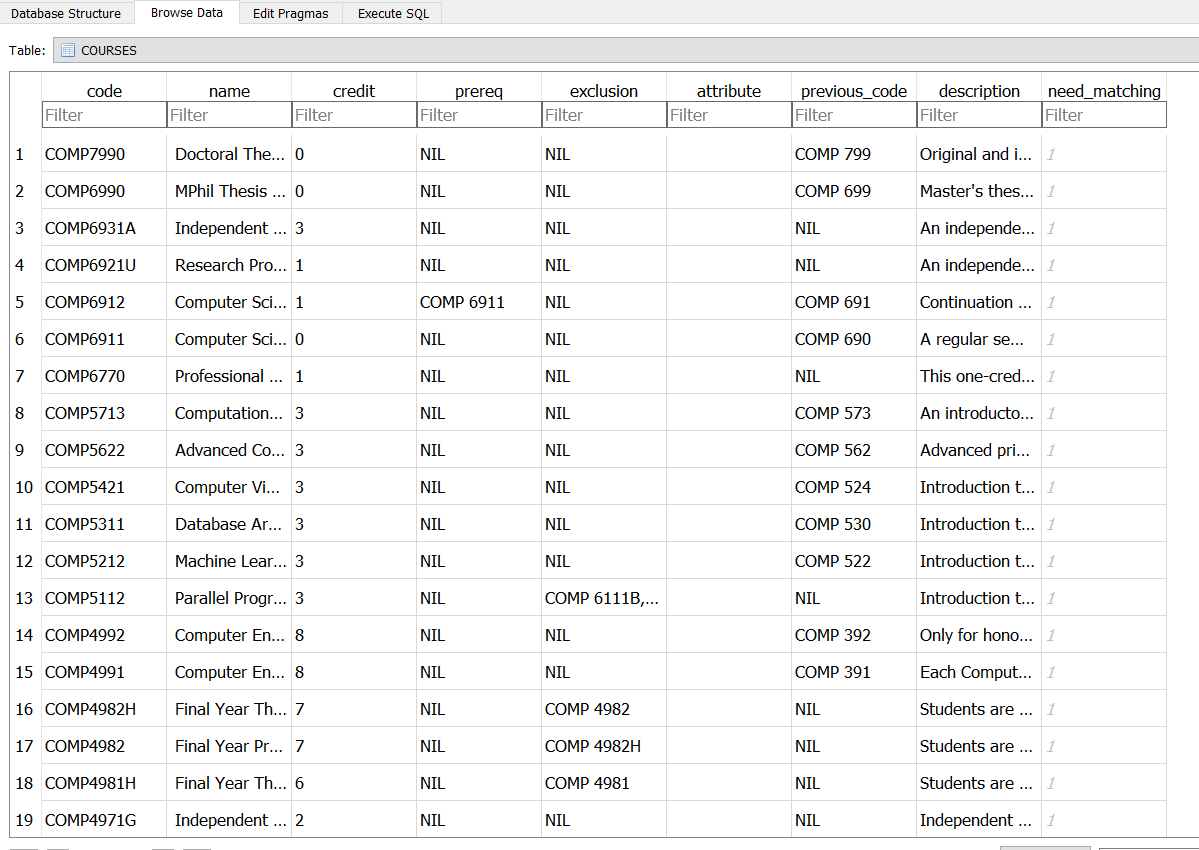 Database Structure Browse Data Edit Pragmas Execute SQL
Table: COURSES
code name credit prereq exclusion attribute previous_code description need_matching
Filter Filter Filter Filter Filter Filter Filter Filter Filter
1 COMP7990 Doctoral The... 0 NIL NIL COMP 799 Original and i... 1
2 COMP6990 MPhil Thesis ... 0 NIL NIL COMP 699 Master's thes... 1
3 COMP6931A Independent ... 3 NIL NIL NIL An independe... 1
4 COMP6921U Research Pro... 1 NIL NIL NIL An independe... 1
5 COMP6912 Computer Sci... 1 COMP 6911 NIL COMP 691 Continuation ... 1
6 COMP6911 Computer Sci... 0 NIL NIL COMP 690 A regular se... 1
7 COMP6770 Professional ... 1 NIL NIL NIL This one-cred... 1
8 COMP5713 Computation... 3 NIL NIL COMP 573 An introducto... 1
9 COMP5622 Advanced Co... 3 NIL NIL COMP 562 Advanced pri... 1
10 COMP5421 Computer Vi... 3 NIL NIL COMP 524 Introduction t... 1
11 COMP5311 Database Ar... 3 NIL NIL COMP 530 Introduction t... 1
12 COMP5212 Machine Lear... 3 NIL NIL COMP 522 Introduction t... 1
13 COMP5112 Parallel Progr... 3 NIL COMP 6111B,... NIL Introduction t... 1
14 COMP4992 Computer En... 8 NIL NIL COMP 392 Only for hono... 1
15 COMP4991 Computer En... 8 NIL NIL COMP 391 Each Comput... 1
16 COMP4982H Final Year Th... 7 NIL COMP 4982 NIL Students are ... 1
17 COMP4982 Final Year Pr... 7 NIL COMP 4982H NIL Students are ... 1
18 COMP4981H Final Year Th... 6 NIL COMP 4981 NIL Students are ... 1
19 COMP4971G Independent ... 2 NIL NIL NIL Independent ... 1